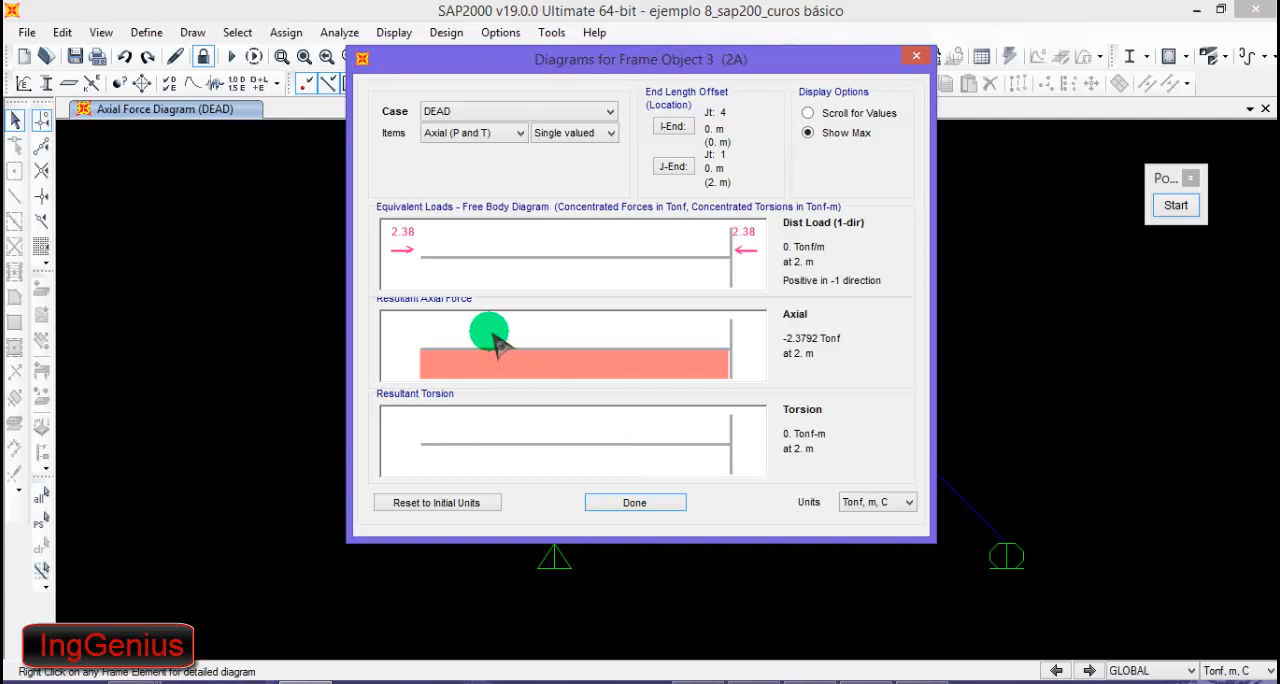 SAP2000 v19.0.0 Ultimate 64-bit - ejemplo 8_sap200_curos básico
File Edit View Define Draw Select Assign Analyze Display Design Options Tools Help
Axial Force Diagram (DEAD)
Diagrams for Frame Object 3 (2A)
Case DEAD
Items Axial (P and T) Single valued
End Length Offset
(Location)
I-End: Jt: 4
0. m
(0. m)
J-End: Jt: 1
0. m
(2. m)
Display Options
Scroll for Values
Show Max
Equivalent Loads - Free Body Diagram (Concentrated Forces in Tonf, Concentrated Torsions in Tonf-m)
2.38 2.38
Dist Load (1-dir)
0. Tonf/m
at 2. m
Positive in -1 direction
Resultant Axial Force
Axial
-2.3792 Tonf
at 2. m
Resultant Torsion
Torsion
0. Tonf-m
at 2. m
Reset to Initial Units Done Units Tonf, m, C
Po...
Start
all
PS
clr
IngGenius
Right Click on any Frame Element for detailed diagram
GLOBAL Tonf, m, C